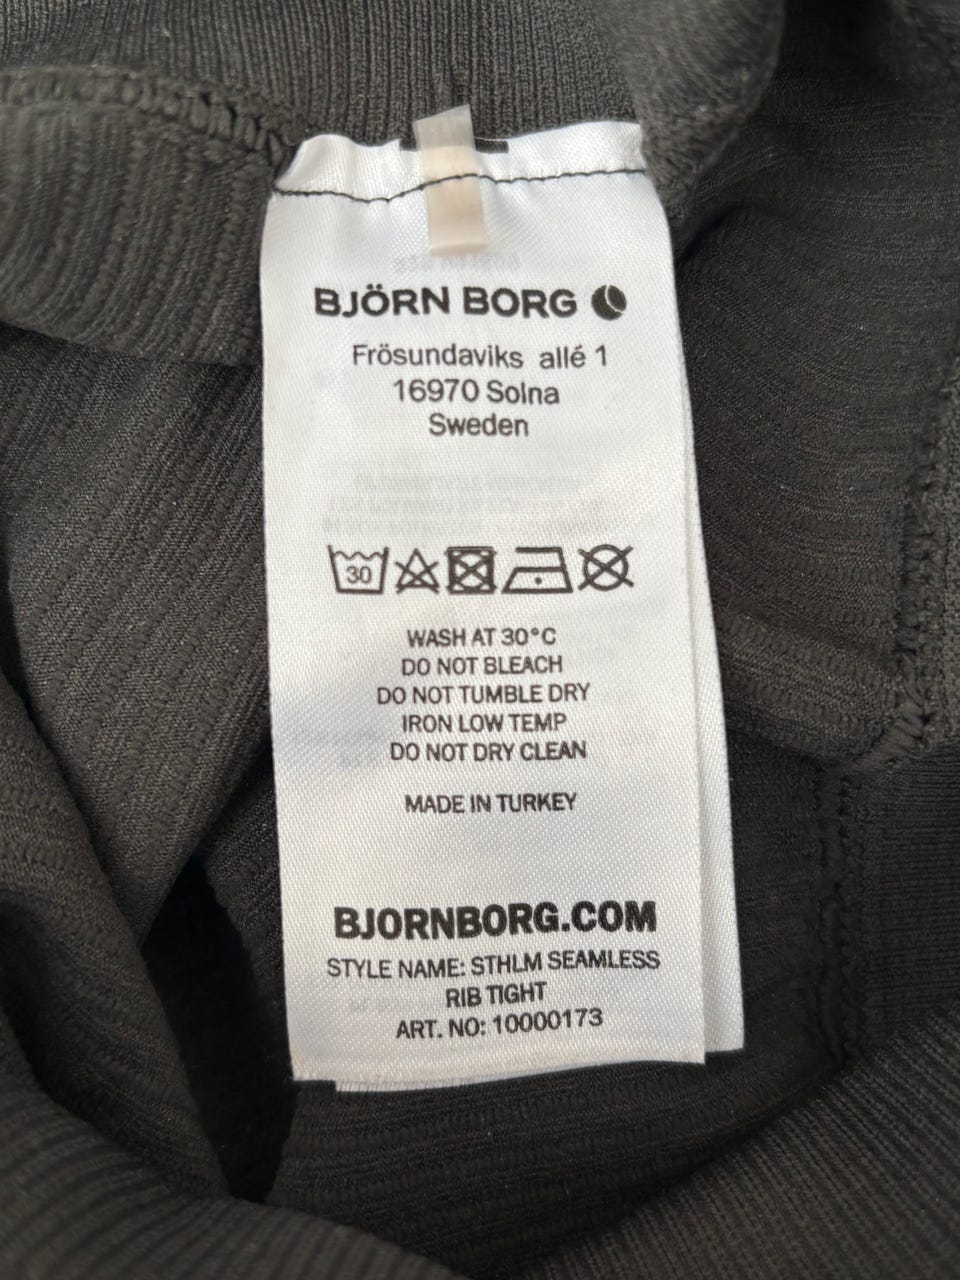 BJÖRN BORG
Frösundaviks allé 1
16970 Solna
Sweden
30
WASH AT 30°C
DO NOT BLEACH
DO NOT TUMBLE DRY
IRON LOW TEMP
DO NOT DRY CLEAN
MADE IN TURKEY
BJORNBORG.COM
STYLE NAME: STHLM SEAMLESS
RIB TIGHT
ART. NO: 10000173